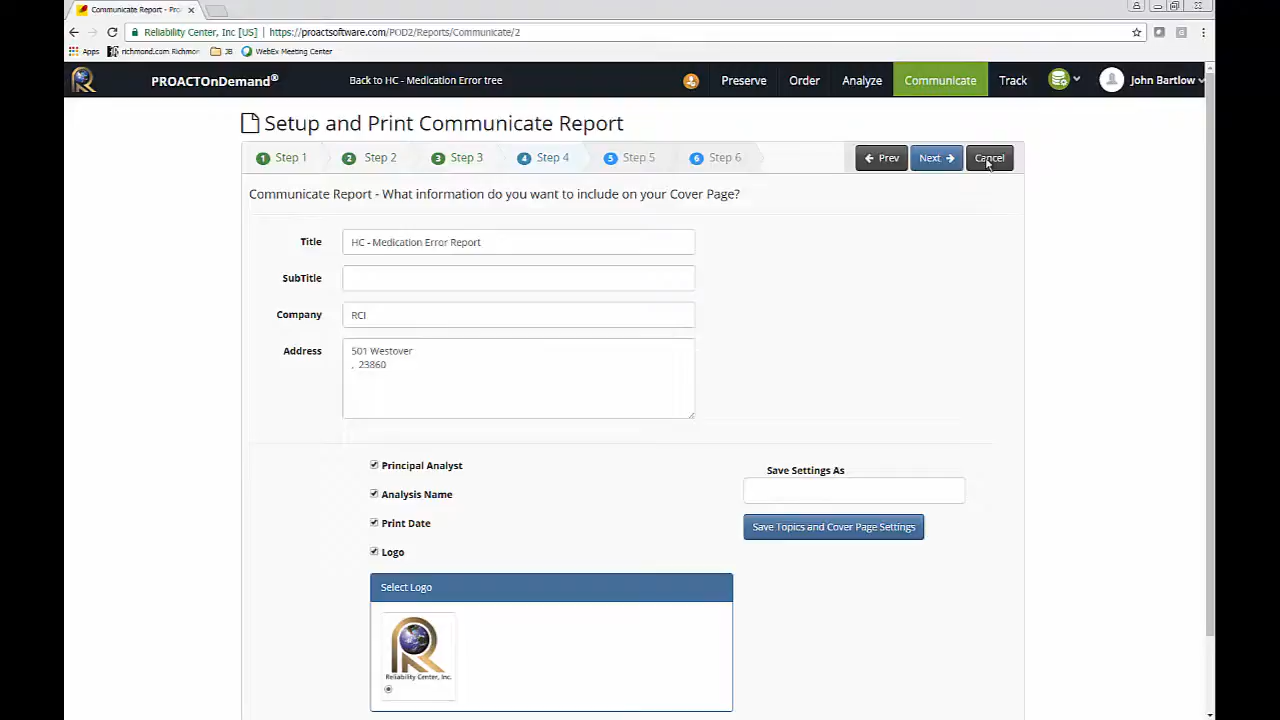 Communicate Report - Pro
Reliability Center, Inc [US]
https://proactsoftware.com/POD2/Reports/Communicate/2
Apps
richmond.com Richmon
JB
WebEx Meeting Center
PROACTOnDemand®
Back to HC - Medication Error tree
Preserve
Order
Analyze
Communicate
Track
John Bartlow
Setup and Print Communicate Report
1 Step 1
2 Step 2
3 Step 3
4 Step 4
5 Step 5
6 Step 6
Prev
Next
Cancel
Communicate Report - What information do you want to include on your Cover Page?
Title
HC - Medication Error Report
SubTitle
Company
RCI
Address
501 Westover
, 23860
Principal Analyst
Analysis Name
Print Date
Logo
Save Settings As
Save Topics and Cover Page Settings
Select Logo
Reliability Center, Inc.